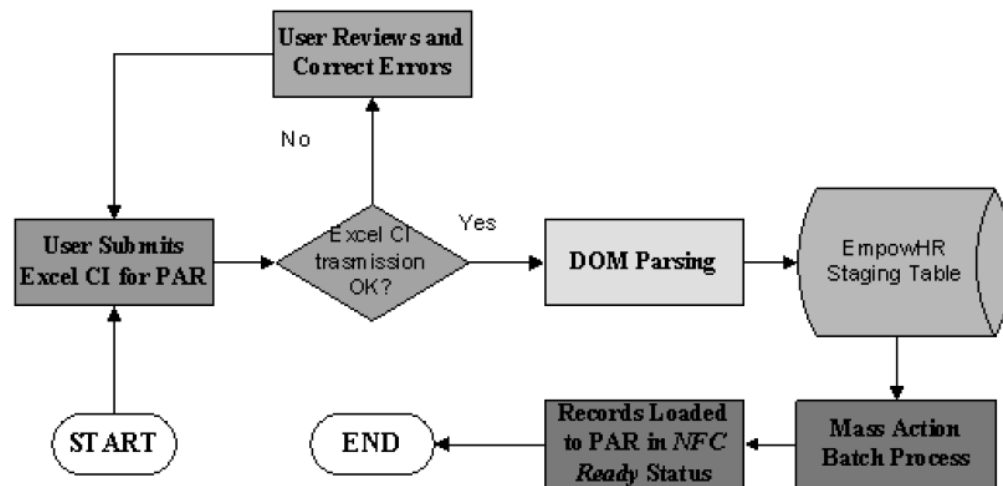 User Reviews and
Correct Errors
No
User Submits
Excel CI for PAR
Excel CI
trasmission
OK?
Yes
DOM Parsing
EmpowHR
Staging Table
START
END
Records Loaded
to PAR in NFC
Ready Status
Mass Action
Batch Process